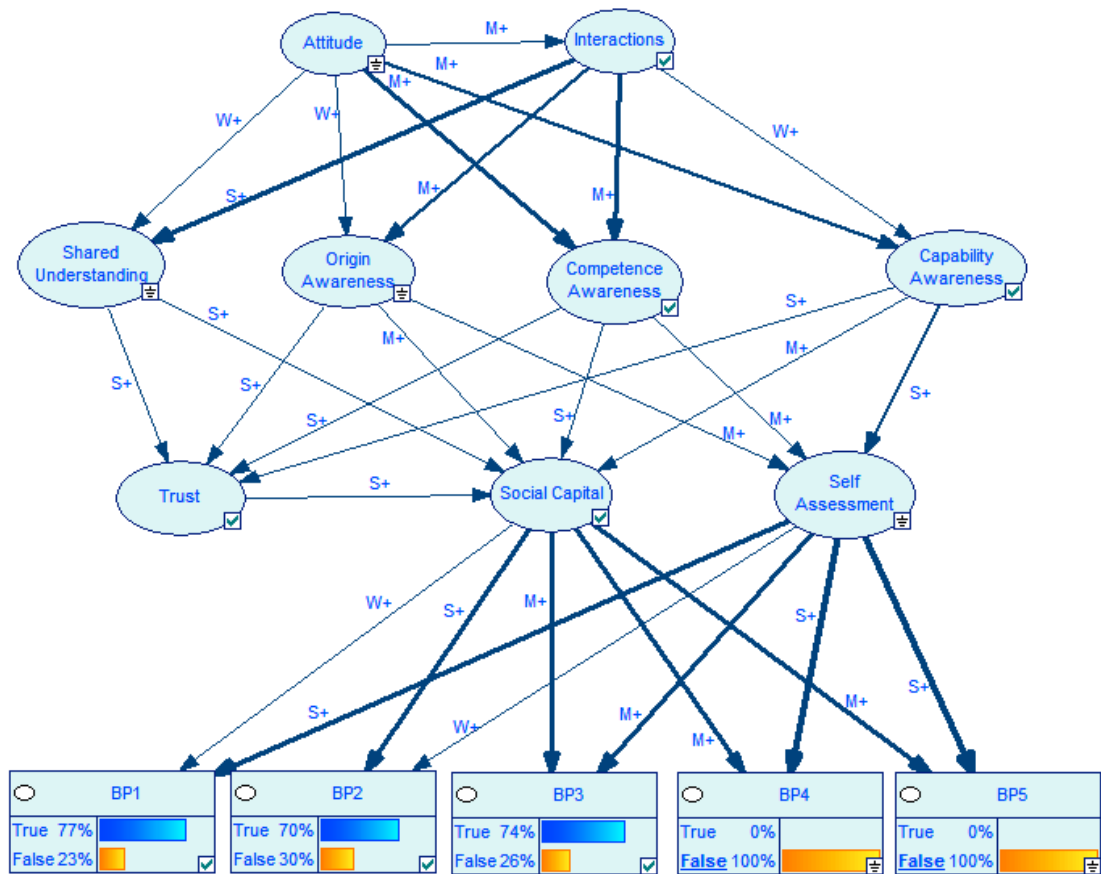 Attitude
Interactions
M+
M+
M+
W+
W+
W+
S+
M+
M+
Shared
Understanding
Origin
Awareness
Competence
Awareness
Capability
Awareness
S+
M+
S+
M+
S+
S+
S+
S+
S+
M+
M+
Trust
S+
Social Capital
Self
Assessment
W+
S+
M+
S+
S+
M+
S+
W+
M+
M+
BP1
True 77%
False 23%
BP2
True 70%
False 30%
BP3
True 74%
False 26%
BP4
True 0%
False 100%
BP5
True 0%
False 100%